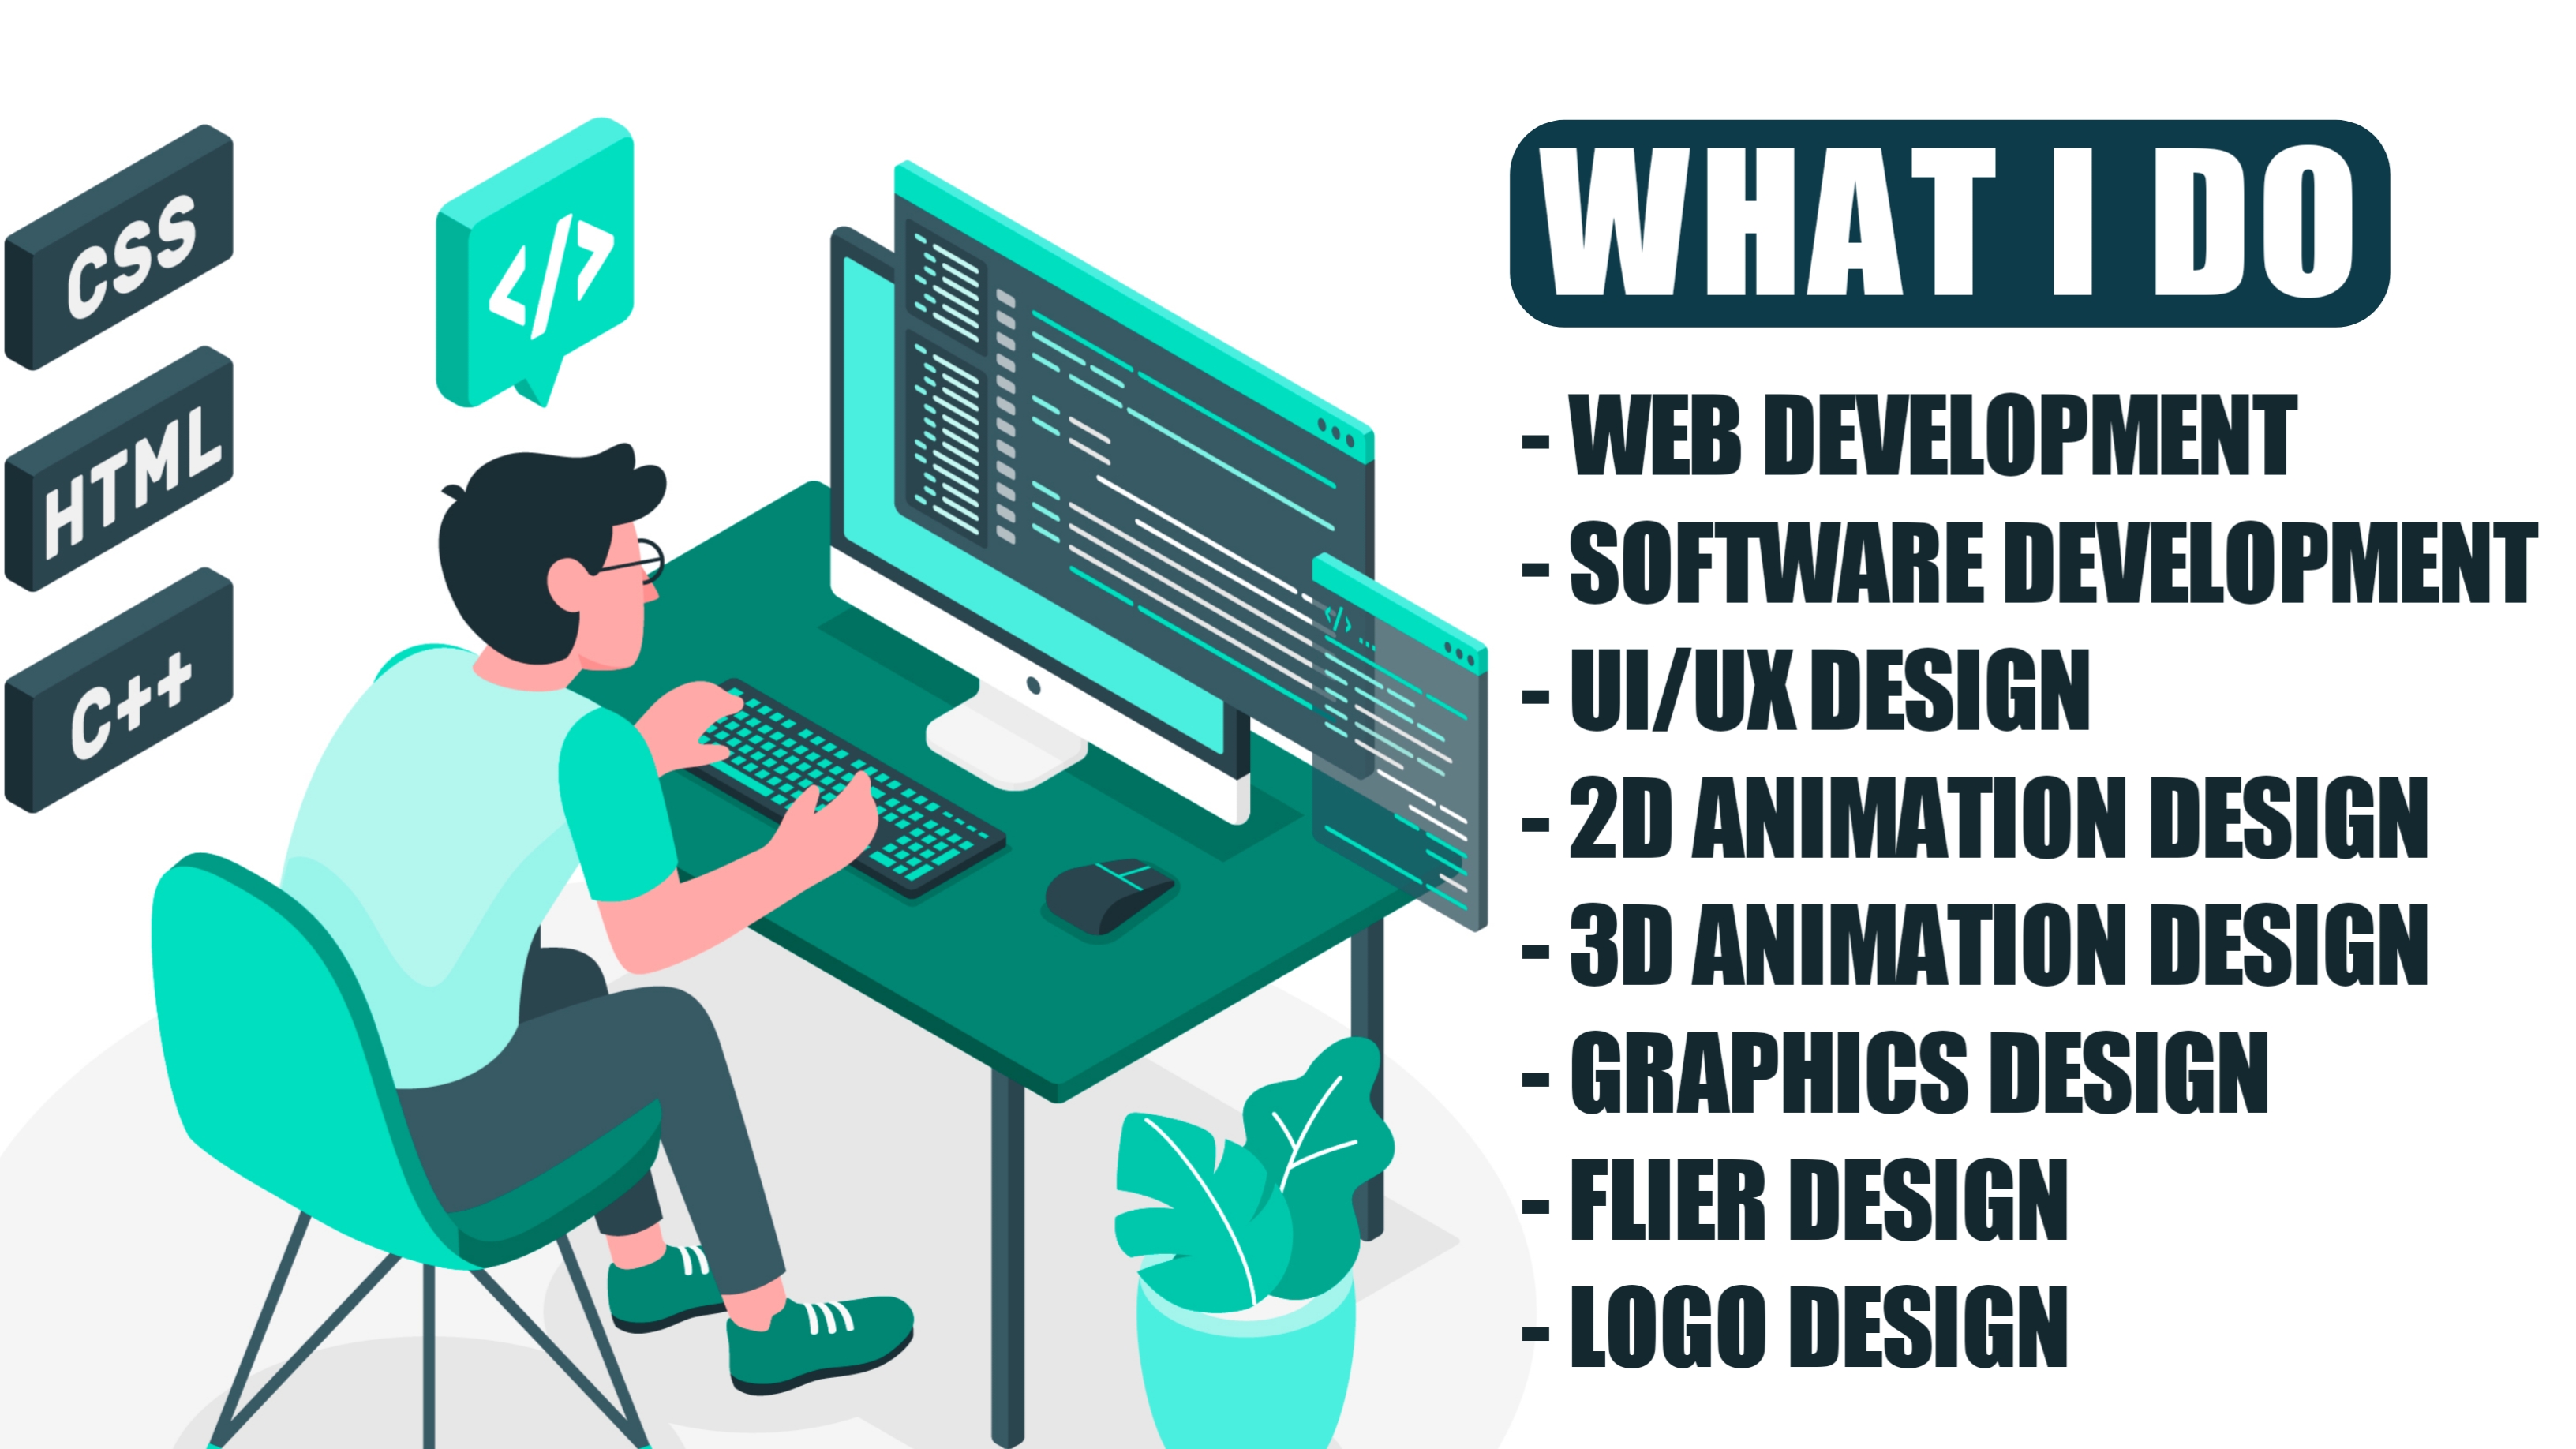 CSS
HTML
C++
</>
</> ...
WHAT I DO
- WEB DEVELOPMENT
- SOFTWARE DEVELOPMENT
- UI/UX DESIGN
- 2D ANIMATION DESIGN
- 3D ANIMATION DESIGN
- GRAPHICS DESIGN
- FLIER DESIGN
- LOGO DESIGN